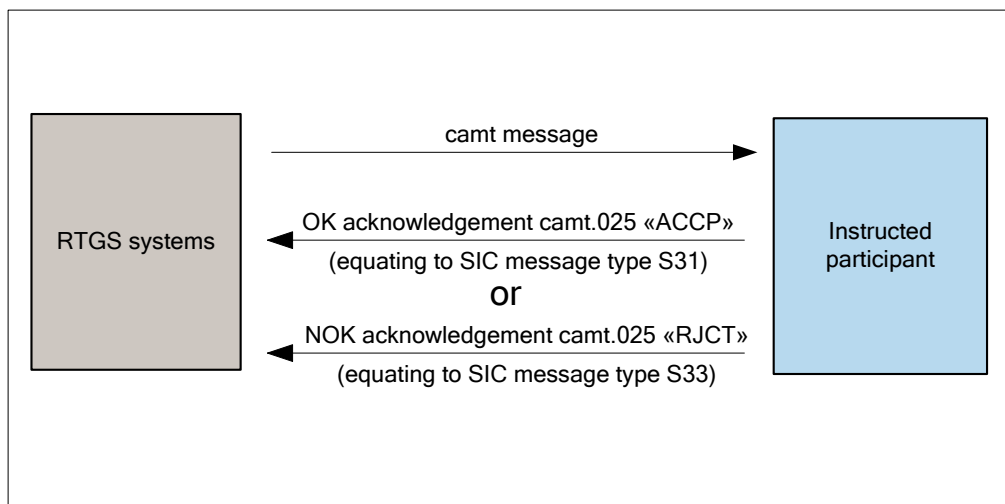 camt message
RTGS systems
OK acknowledgement camt.025 «ACCP»
(equating to SIC message type S31)
or
NOK acknowledgement camt.025 «RJCT»
(equating to SIC message type S33)
Instructed
participant